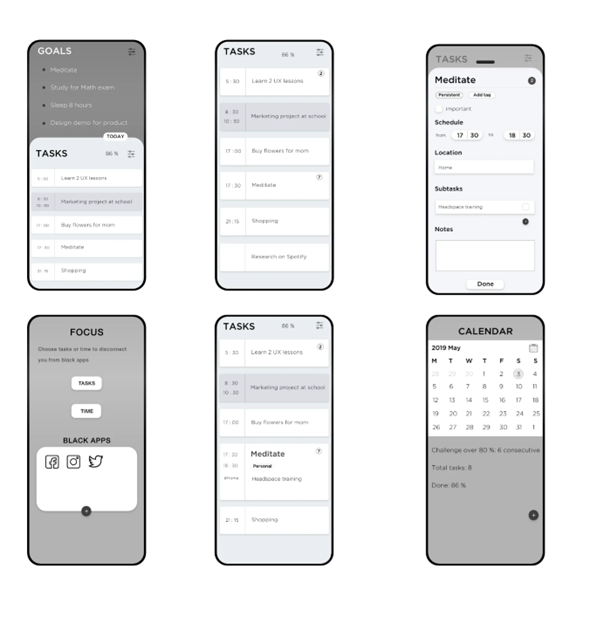 GOALS
Meditate
Study for Math exam
Sleep 8 hours
Design demo for product
TODAY
TASKS 86 %
5 : 30 Learn 2 UX lessons
Marketing project at school
17 : 00 Buy flowers for mom
17 : 30 Meditate
21 : 15 Shopping
TASKS 86 %
5 : 30 Learn 2 UX lessons 2
8 : 30
10 : 30
Marketing project at school
17 : 00 Buy flowers for mom
17 : 30 Meditate
21 : 15 Shopping
Research on Spotify
TASKS
Meditate
Persistent Add tag
Important
Schedule
from 17 30 to 18 30
Location
Home
Subtasks
Headspace training
+
Notes
Done
FOCUS
Choose tasks or time to disconnect
you from black apps
TASKS
TIME
BLACK APPS
+
TASKS 86 %
5 : 30 Learn 2 UX lessons 2
8 : 30
10 : 30
Marketing project at school
17 : 00 Buy flowers for mom
17 : 30 Meditate
18 : 30 Personal
Headspace training
21 : 15 Shopping
CALENDAR
2019 May
M T W T F S S
28 29 30 1 2 3 4
5 6 7 8 9 10 11
12 13 14 15 16 17 18
19 20 21 22 23 24 25
26 27 28 29 30 31 1
Challenge over 80 %: 6 consecutive
Total tasks: 8
Done: 86 %
+